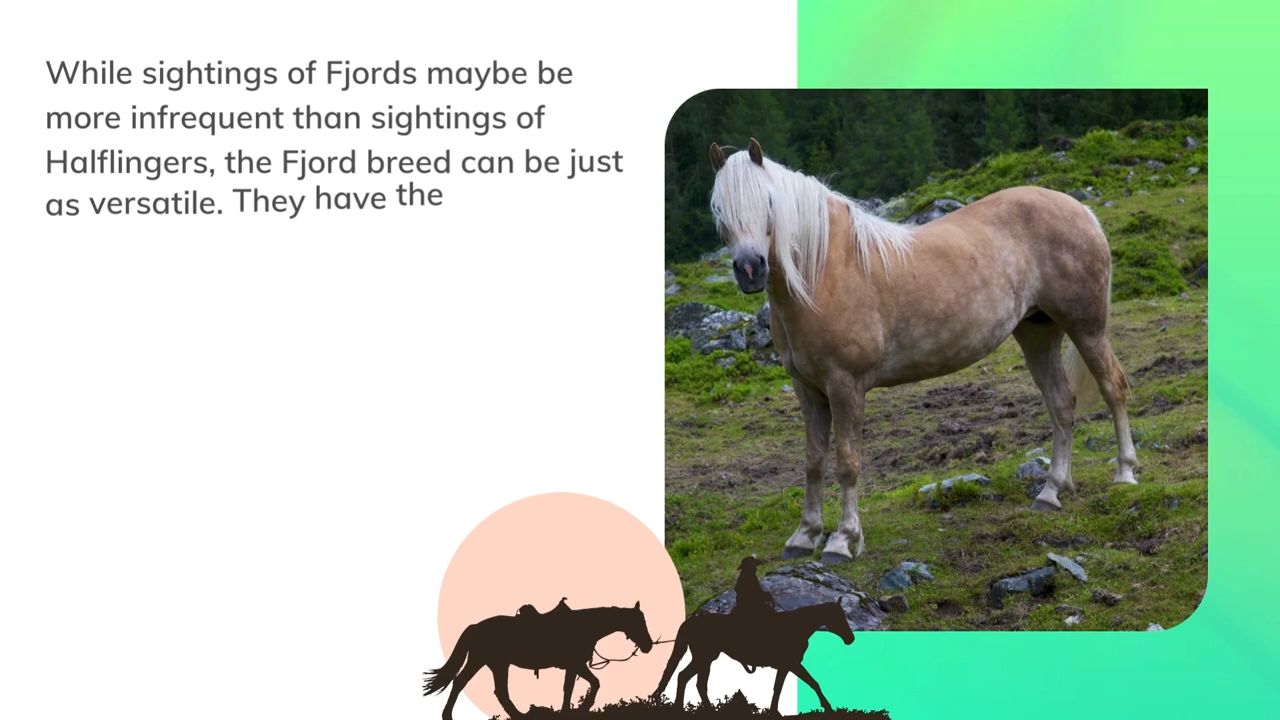 While sightings of Fjords maybe be
more infrequent than sightings of
Halflingers, the Fjord breed can be just
as versatile. They have the